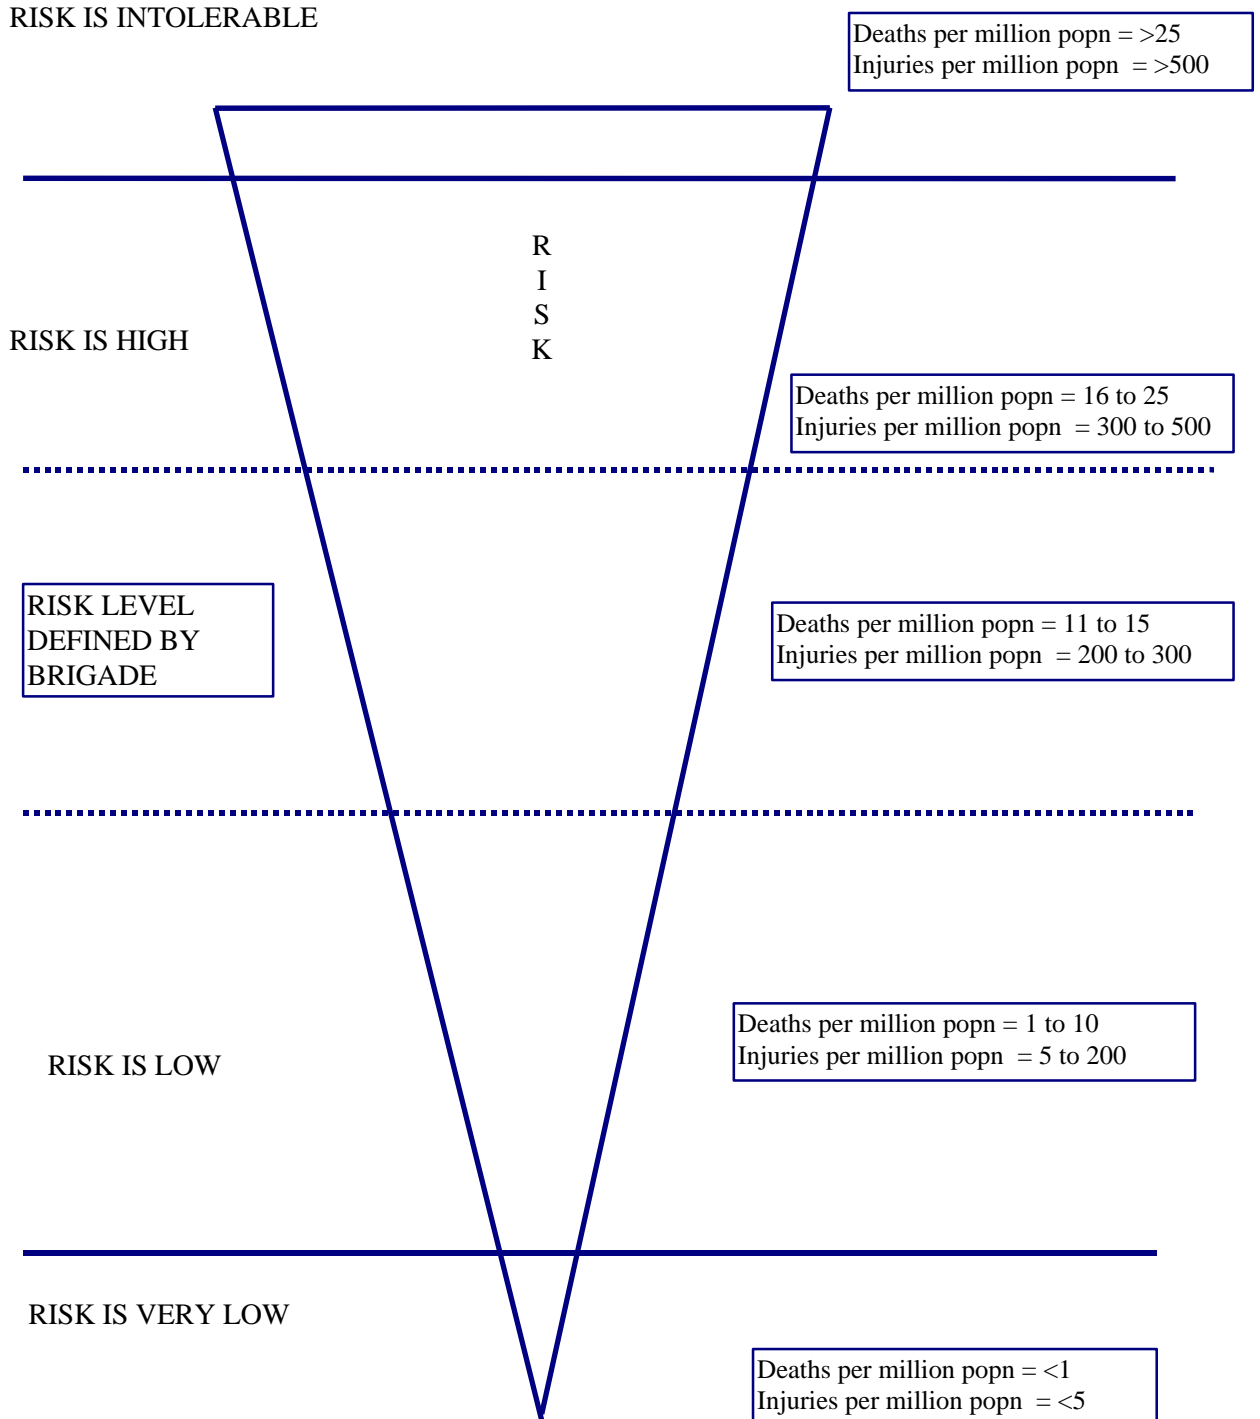 RISK IS INTOLERABLE
Deaths per million popn = >25
Injuries per million popn  = >500
R
I
S
K
RISK IS HIGH
Deaths per million popn = 16 to 25
Injuries per million popn  = 300 to 500
RISK LEVEL
DEFINED BY
BRIGADE
Deaths per million popn = 11 to 15
Injuries per million popn  = 200 to 300
Deaths per million popn = 1 to 10
Injuries per million popn  = 5 to 200
RISK IS LOW
RISK IS VERY LOW
Deaths per million popn = <1
Injuries per million popn  = <5